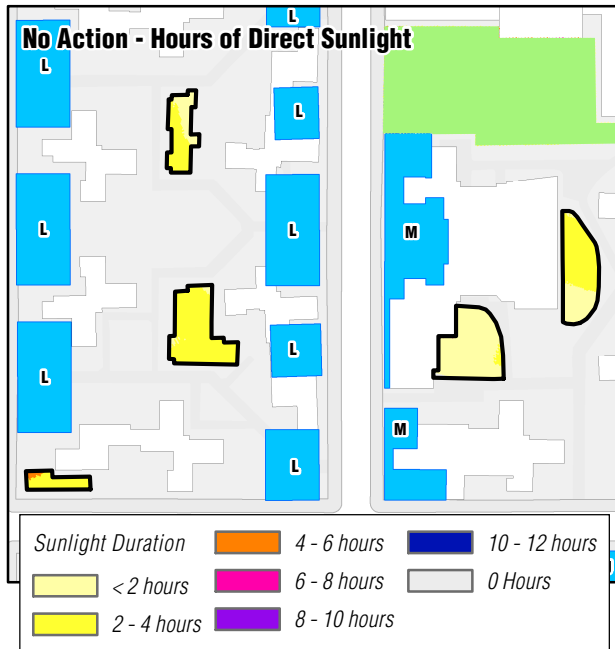 L
No Action - Hours of Direct Sunlight
L
L
L
L
M
L
L
M
L
Sunlight Duration
< 2 hours
2 - 4 hours
4 - 6 hours
6 - 8 hours
8 - 10 hours
10 - 12 hours
0 Hours